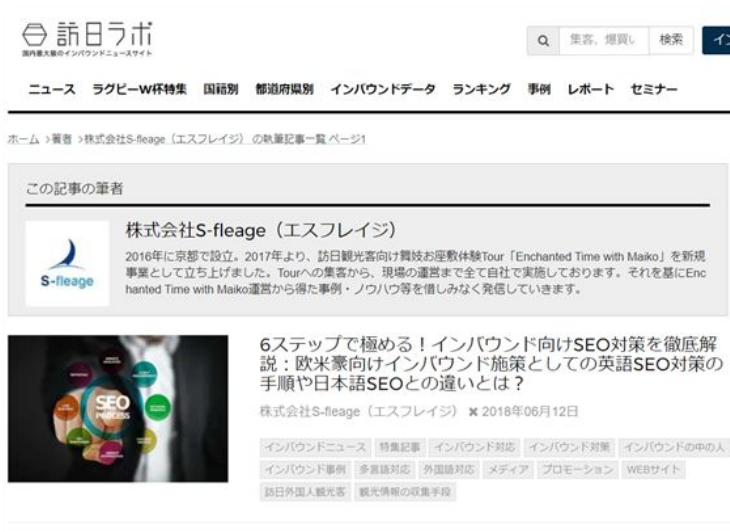 訪日ラボ
国内最大級のインバウンドニュースサイト
集客、爆買い 検索 イン
ニュース ラグビーW杯特集 国籍別 都道府県別 インバウンドデータ ランキング 事例 レポート セミナー
ホーム >著者 >株式会社S-fleage（エスフレイジ） の執筆記事一覧 ページ1
この記事の筆者
株式会社S-fleage（エスフレイジ）
2016年に京都で設立。2017年より、訪日観光客向け舞妓お座敷体験Tour「Enchanted Time with Maiko」を新規
事業として立ち上げました。Tourへの集客から、現場の運営まで全て自社で実施しております。それを基にEnc
hanted Time with Maiko運営から得た事例・ノウハウ等を惜しみなく発信していきます。
S-fleage
6ステップで極める！インバウンド向けSEO対策を徹底解
説：欧米豪向けインバウンド施策としての英語SEO対策の
手順や日本語SEOとの違いとは？
株式会社S-fleage（エスフレイジ） 2018年06月12日
SEO
PROCESS
インバウンドニュース 特集記事 インバウンド対応 インバウンド対策 インバウンドの中の人
インバウンド事例 多言語対応 外国語対応 メディア プロモーション WEBサイト
訪日外国人観光客 観光情報の収集手段